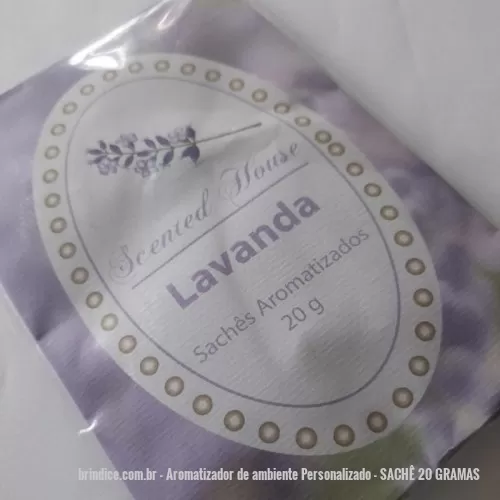 Scented House
Lavanda
Sachês Aromatizados
20 g
brindice.com.br - Aromatizador de ambiente Personalizado - SACHÊ 20 GRAMAS